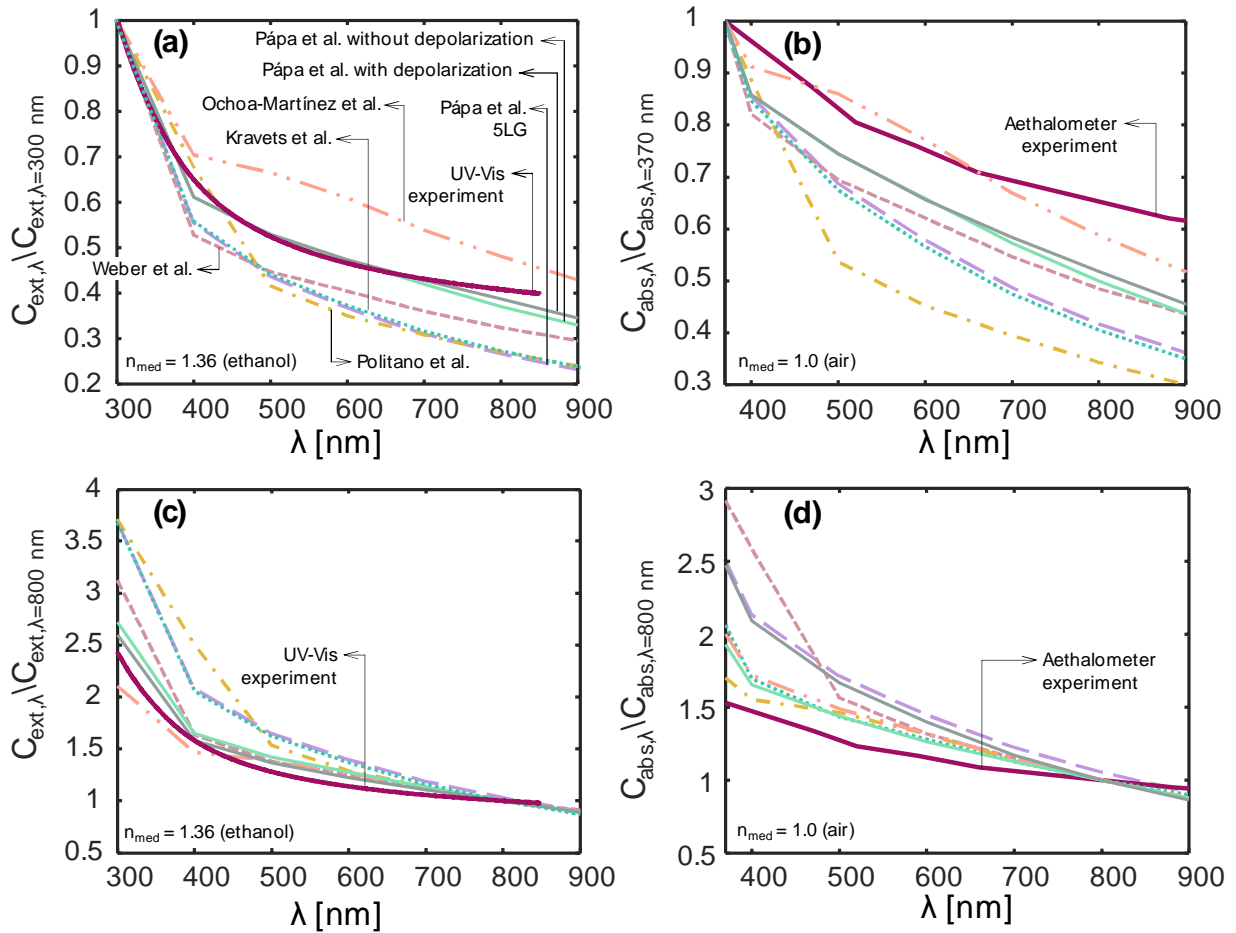 (a)
Pápa et al. without depolarization
Pápa et al. with depolarization
Ochoa-Martínez et al.
Kravets et al.
Pápa et al.
5LG
UV-Vis
experiment
Weber et al.
Politano et al.
n_med = 1.36 (ethanol)
1
0.9
0.8
0.7
0.6
0.5
0.4
0.3
0.2
300 400 500 600 700 800 900
λ [nm]
C_ext,λ\C_ext,λ=300 nm
(b)
Aethalometer
experiment
n_med = 1.0 (air)
1
0.9
0.8
0.7
0.6
0.5
0.4
0.3
400 500 600 700 800 900
λ [nm]
C_abs,λ\C_abs,λ=370 nm
(c)
UV-Vis
experiment
n_med = 1.36 (ethanol)
4
3.5
3
2.5
2
1.5
1
0.5
300 400 500 600 700 800 900
λ [nm]
C_ext,λ\C_ext,λ=800 nm
(d)
Aethalometer
experiment
n_med = 1.0 (air)
3
2.5
2
1.5
1
0.5
400 500 600 700 800 900
λ [nm]
C_abs,λ\C_abs,λ=800 nm